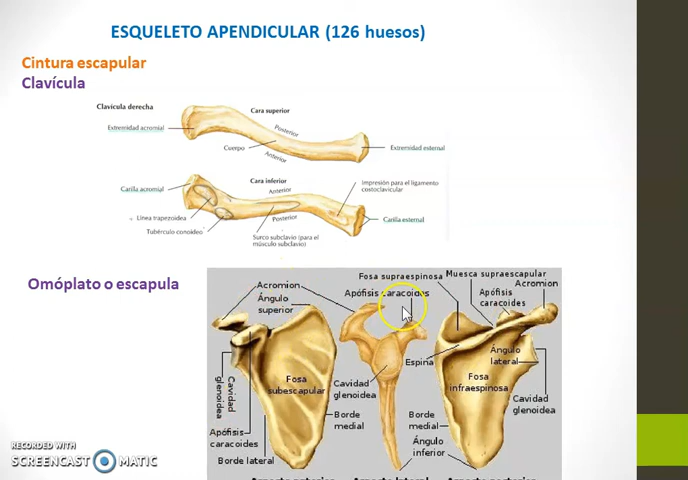 ESQUELETO APENDICULAR (126 huesos)
Cintura escapular
Clavícula
Clavícula derecha
Cara superior
Extremidad acromial
Posterior
Cuerpo
Anterior
Extremidad esternal
Cara inferior
Carilla acromial
Anterior
Impresión para el ligamento
costoclavicular
Línea trapezoidea
Posterior
Carilla esternal
Tubérculo conoideo
Surco subclavio (para el
músculo subclavio)
Omóplato o escapula
Fosa supraespinosa
Muesca supraescapular
Acromion
Apófisis caracoides
Apófisis
caracoides
Acromion
Ángulo
superior
Espina
Ángulo
lateral
Cavidad
glenoidea
Fosa
subescapular
Cavidad
glenoidea
Fosa
infraespinosa
Cavidad
glenoidea
Borde
medial
Borde
medial
Apófisis
caracoides
Ángulo
inferior
Borde lateral
RECORDED WITH
SCREENCAST MATIC